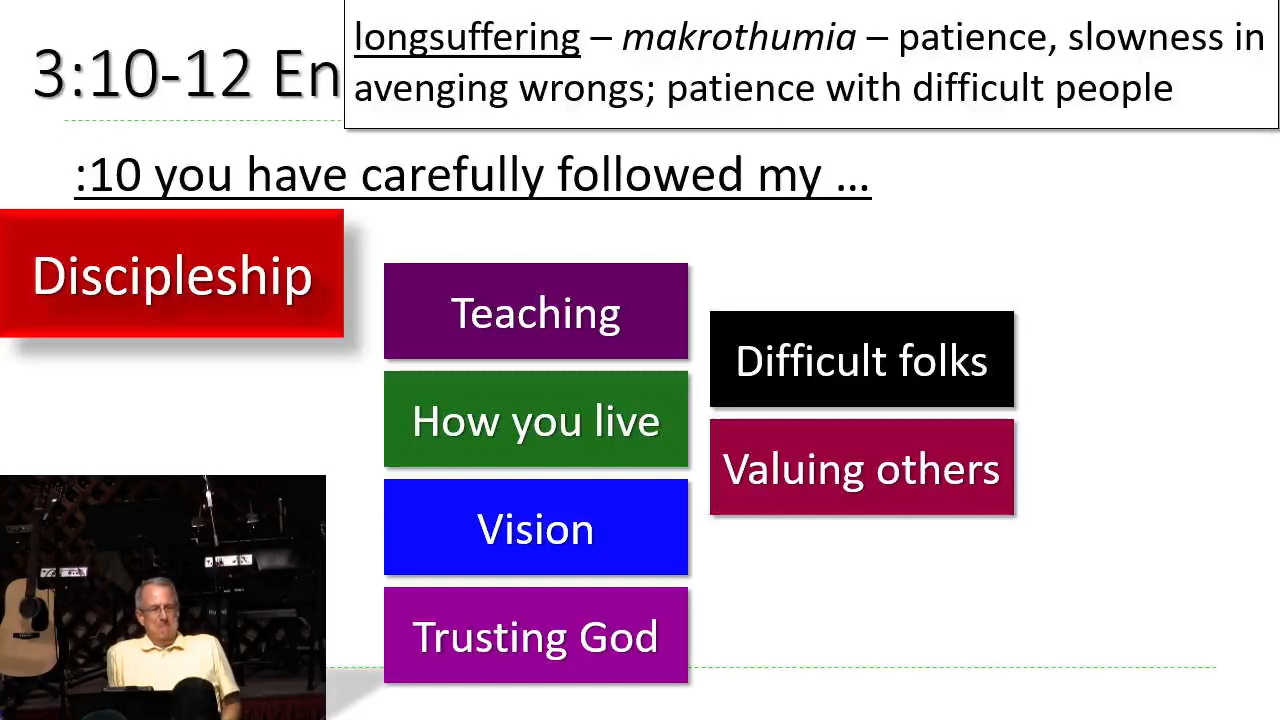 longsuffering – makrothumia – patience, slowness in
avenging wrongs; patience with difficult people
3:10-12 En
:10 you have carefully followed my …
Discipleship
Teaching
How you live
Vision
Trusting God
Difficult folks
Valuing others